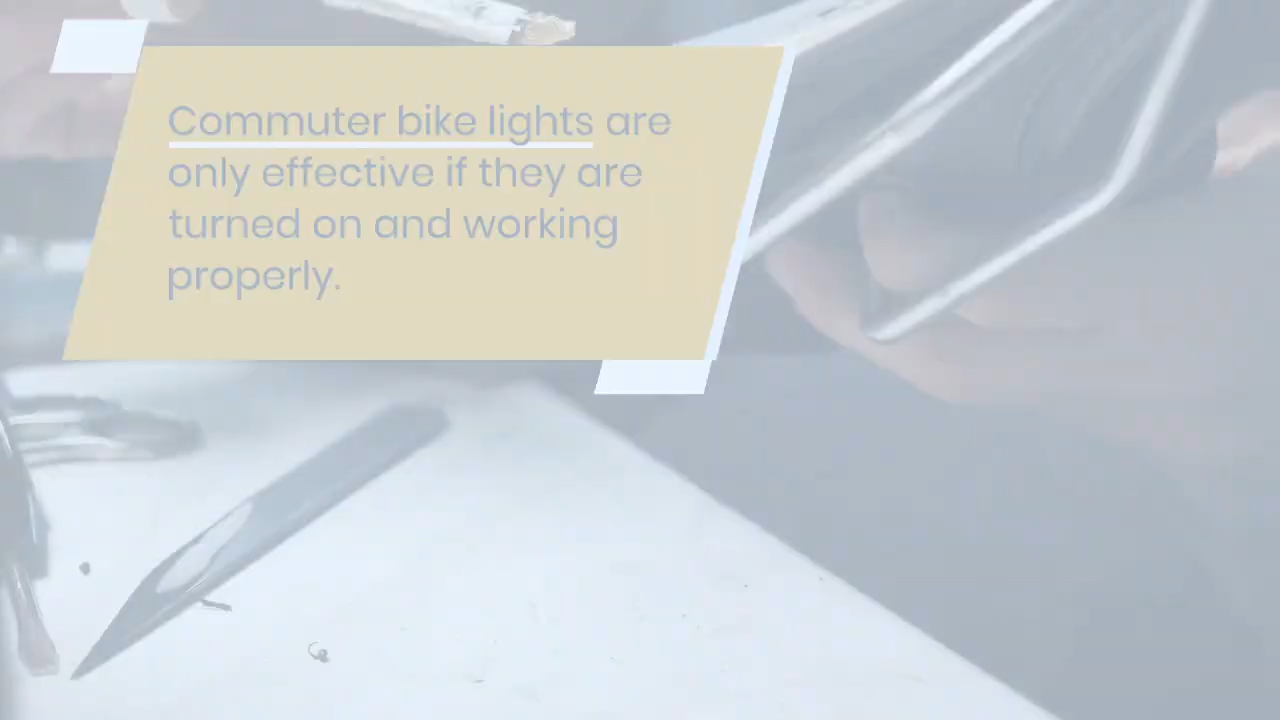 Commuter bike lights are
only effective if they are
turned on and working
properly.